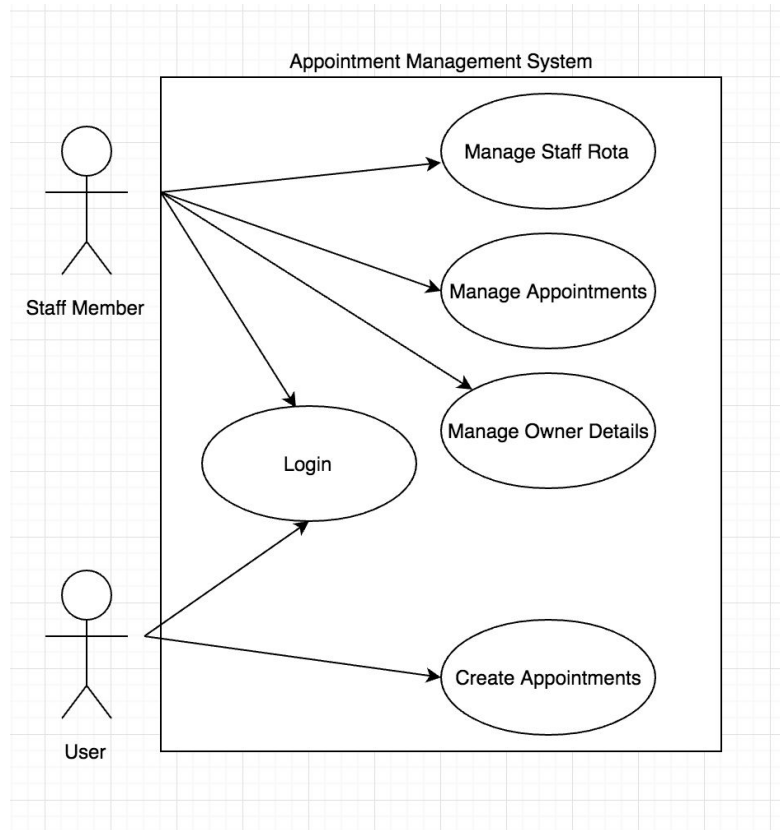 Appointment Management System
Manage Staff Rota
Manage Appointments
Staff Member
Manage Owner Details
Login
Create Appointments
User